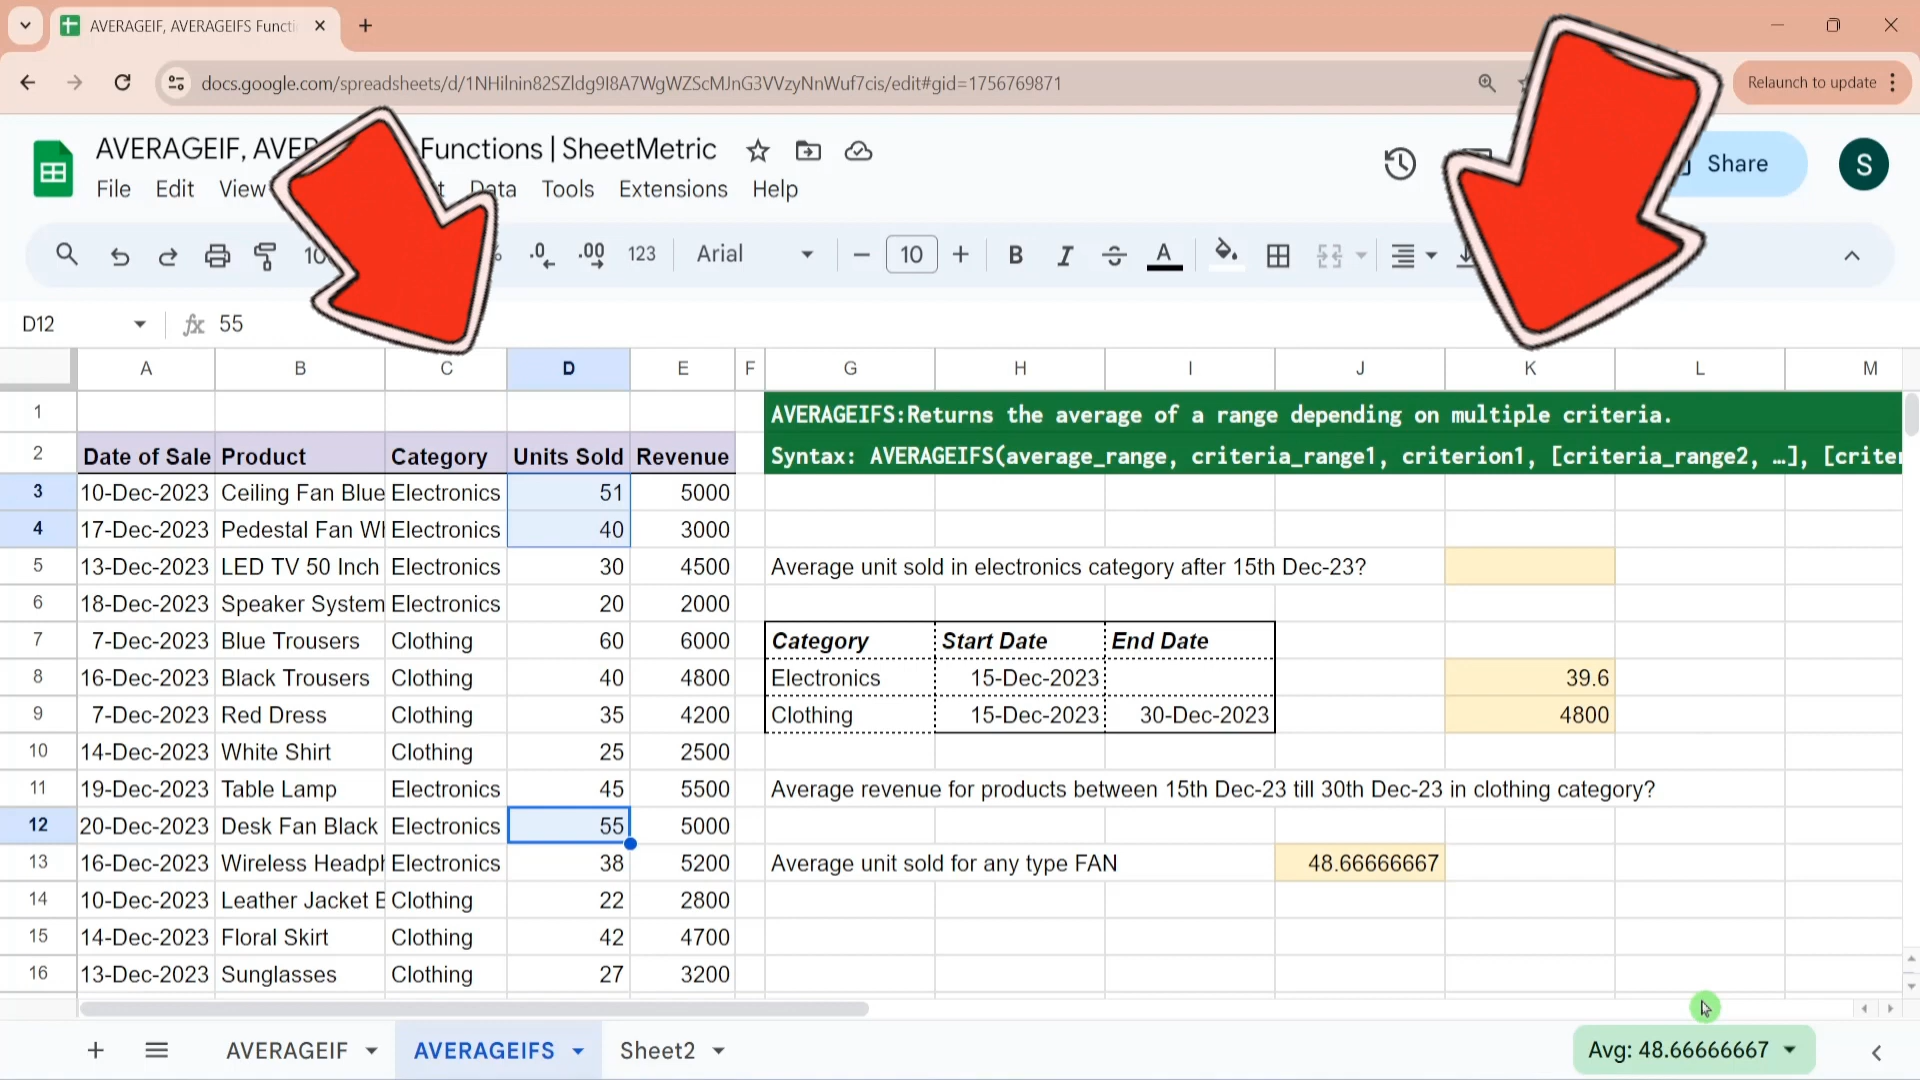 AVERAGEIF, AVERAGEIFS Functi
docs.google.com/spreadsheets/d/
Relaunch to update
Functions | SheetMetric
File Edit View Data Tools Extensions Help
Share
S
.0 .00 123 Arial 10 B I A
D12 fx 55
A B C D E F G H I J K L M
1 AVERAGEIFS:Returns the average of a range depending on multiple criteria.
2 Date of Sale Product Category Units Sold Revenue Syntax: AVERAGEIFS(average_range, criteria_range1, criterion1, [criteria_range2, …], [criter
3 10-Dec-2023 Ceiling Fan Blue Electronics 51 5000
4 17-Dec-2023 Pedestal Fan Electronics 40 3000
5 13-Dec-2023 LED TV 50 Inch Electronics 30 4500 Average unit sold in electronics category after 15th Dec-23?
6 18-Dec-2023 Speaker System Electronics 20 2000
7 7-Dec-2023 Blue Trousers Clothing 60 6000 Category Start Date End Date
8 16-Dec-2023 Black Trousers Clothing 40 4800 Electronics 15-Dec-2023 39.6
9 7-Dec-2023 Red Dress Clothing 35 4200 Clothing 15-Dec-2023 30-Dec-2023 4800
10 14-Dec-2023 White Shirt Clothing 25 2500
11 19-Dec-2023 Table Lamp Electronics 45 5500 Average revenue for products between 15th Dec-23 till 30th Dec-23 in clothing category?
12 20-Dec-2023 Desk Fan Black Electronics 55 5000
13 16-Dec-2023 Wireless Headph Electronics 38 5200 Average unit sold for any type FAN 48.66666667
14 10-Dec-2023 Leather Jacket Clothing 22 2800
15 14-Dec-2023 Floral Skirt Clothing 42 4700
16 13-Dec-2023 Sunglasses Clothing 27 3200
AVERAGEIF AVERAGEIFS Sheet2 Avg: 48.66666667